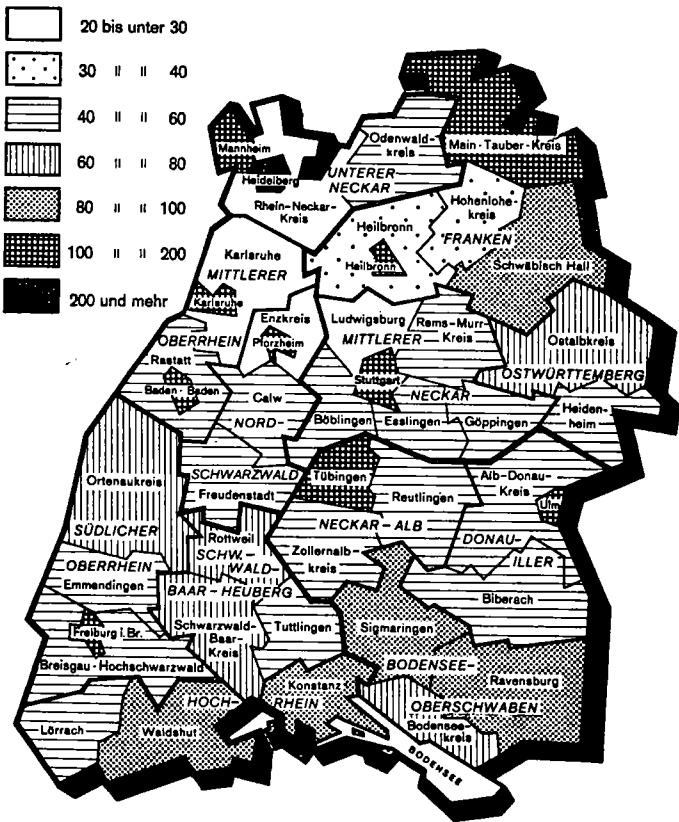 20 bis unter 30
30 " " 40
40 " " 60
60 " " 80
80 " " 100
100 " " 200
200 und mehr
Mannheim
Heidelberg
Rhein-Neckar-
Kreis
Odenwald-
kreis
UNTERER
NECKAR
Main-Tauber-Kreis
Hohenlohe-
kreis
FRANKEN
Heilbronn
Heilbronn
Schwäbisch Hall
Karlsruhe
MITTLERER
Karlsruhe
OBERRHEIN
Enzkreis
Pforzheim
Rastatt
Baden-Baden
Ludwigsburg
MITTLERER
Rems-Murr-
Kreis
Stuttgart
NECKAR
Böblingen
Esslingen
Göppingen
Ostalbkreis
OSTWÜRTTEMBERG
Heiden-
heim
Calw
NORD-
SCHWARZWALD
Freudenstadt
Tübingen
Reutlingen
NECKAR-ALB
Zollernalb-
kreis
Alb-Donau-
Kreis
Ulm
DONAU-
ILLER
Biberach
Ortenaukreis
SÜDLICHER
OBERRHEIN
Emmendingen
Freiburg i.Br.
Breisgau-Hochschwarzwald
Rottweil
SCHW.
WALD-
BAAR-HEUBERG
Schwarzwald-
Baar-
Kreis
Tuttlingen
Sigmaringen
BODENSEE-
Ravensburg
OBERSCHWABEN
Bodensee-
kreis
Konstanz
HOCH-
RHEIN
Lörrach
Waldshut
BODENSEE